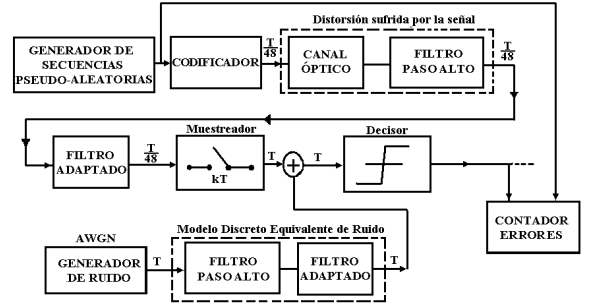 Distorsión sufrida por la señal
GENERADOR DE
SECUENCIAS
PSEUDO-ALEATORIAS
CODIFICADOR
T
48
CANAL
ÓPTICO
FILTRO
PASO ALTO
T
48
FILTRO
ADAPTADO
T
48
Muestreador
kT
T
+
T
Decisor
CONTADOR
ERRORES
AWGN
GENERADOR
DE RUIDO
T
Modelo Discreto Equivalente de Ruido
FILTRO
PASO ALTO
FILTRO
ADAPTADO
T